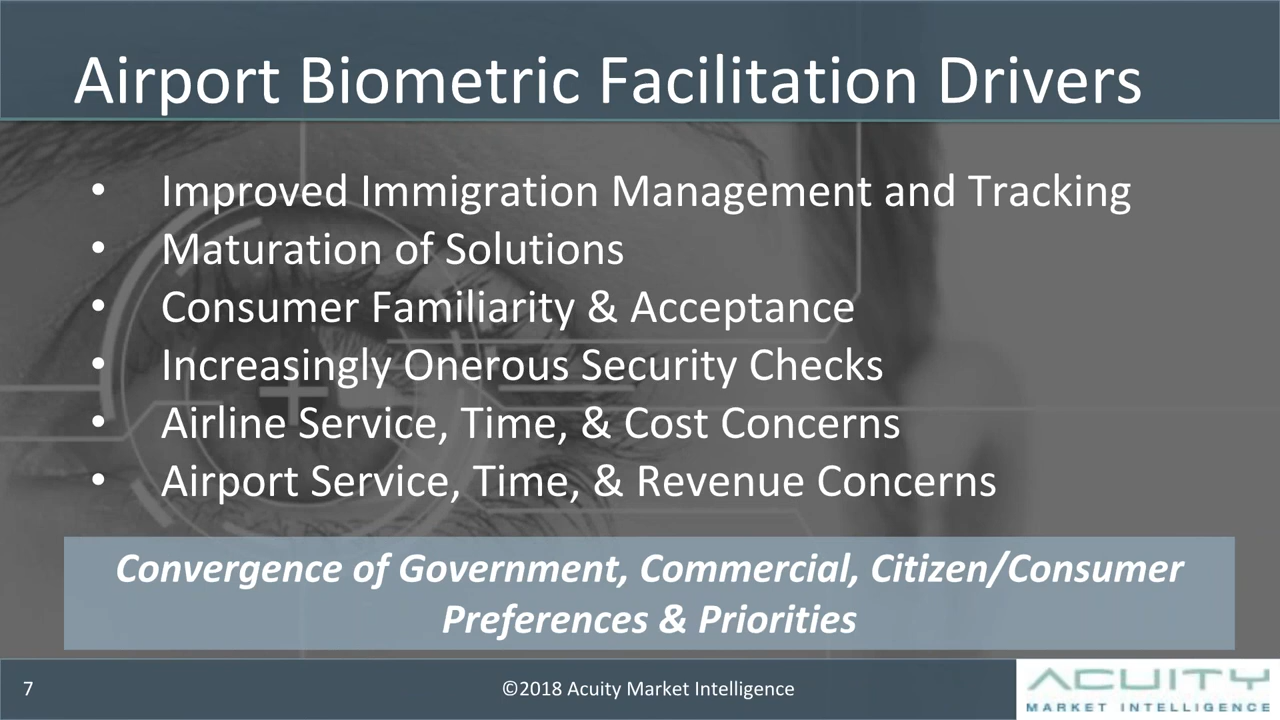 Airport Biometric Facilitation Drivers
• Improved Immigration Management and Tracking
• Maturation of Solutions
• Consumer Familiarity & Acceptance
• Increasingly Onerous Security Checks
• Airline Service, Time, & Cost Concerns
• Airport Service, Time, & Revenue Concerns
Convergence of Government, Commercial, Citizen/Consumer
Preferences & Priorities
7
©2018 Acuity Market Intelligence
ACUITY
MARKET INTELLIGENCE